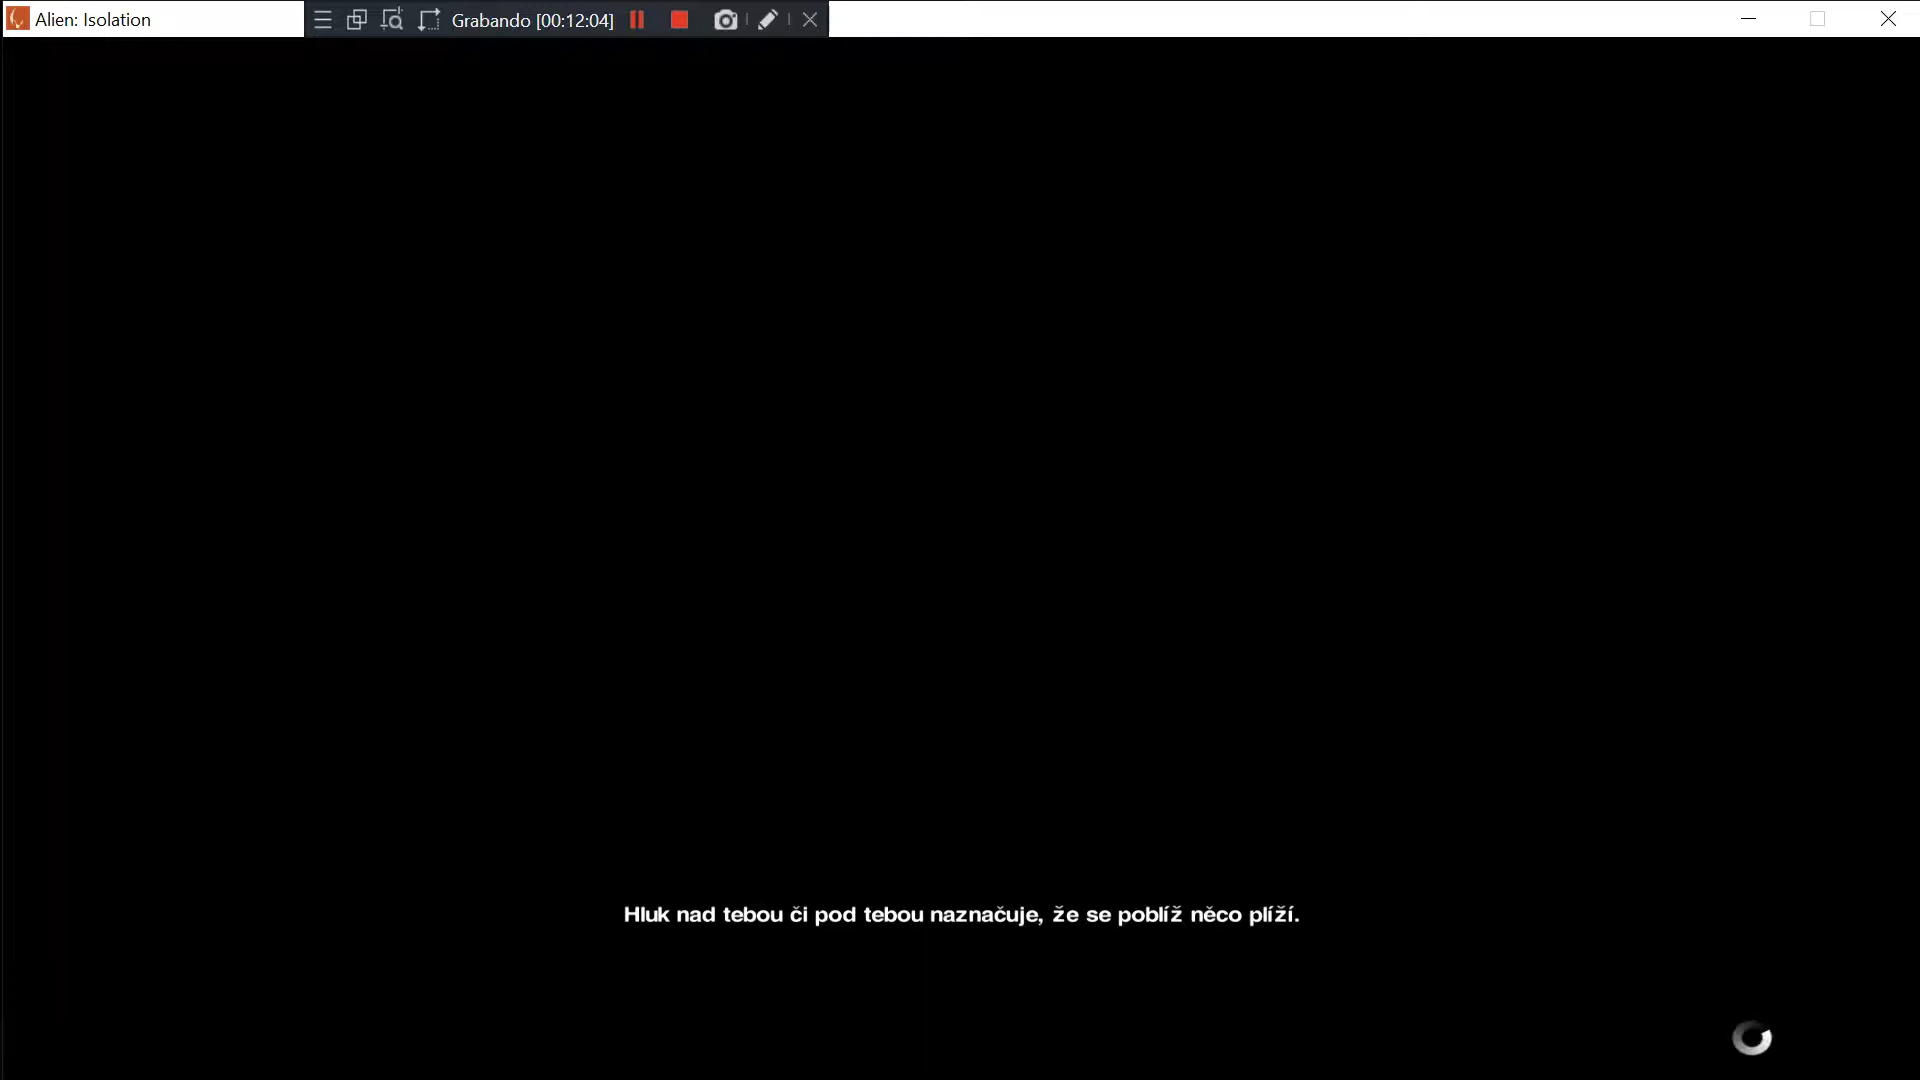 Alien: Isolation
Grabando [00:12:04]
Hluk nad tebou či pod tebou naznačuje, že se poblíž něco plíží.